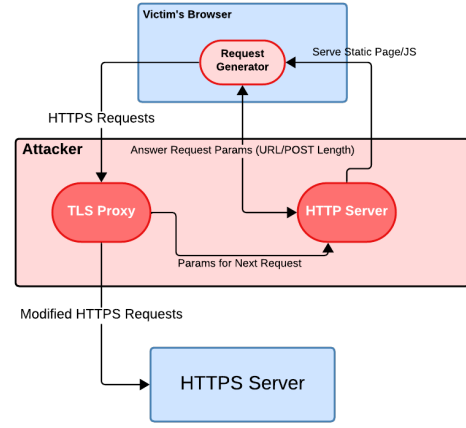 Victim's Browser
Request
Generator
Serve Static Page/JS
HTTPS Requests
Attacker
Answer Request Params (URL/POST Length)
TLS Proxy
HTTP Server
Params for Next Request
Modified HTTPS Requests
HTTPS Server